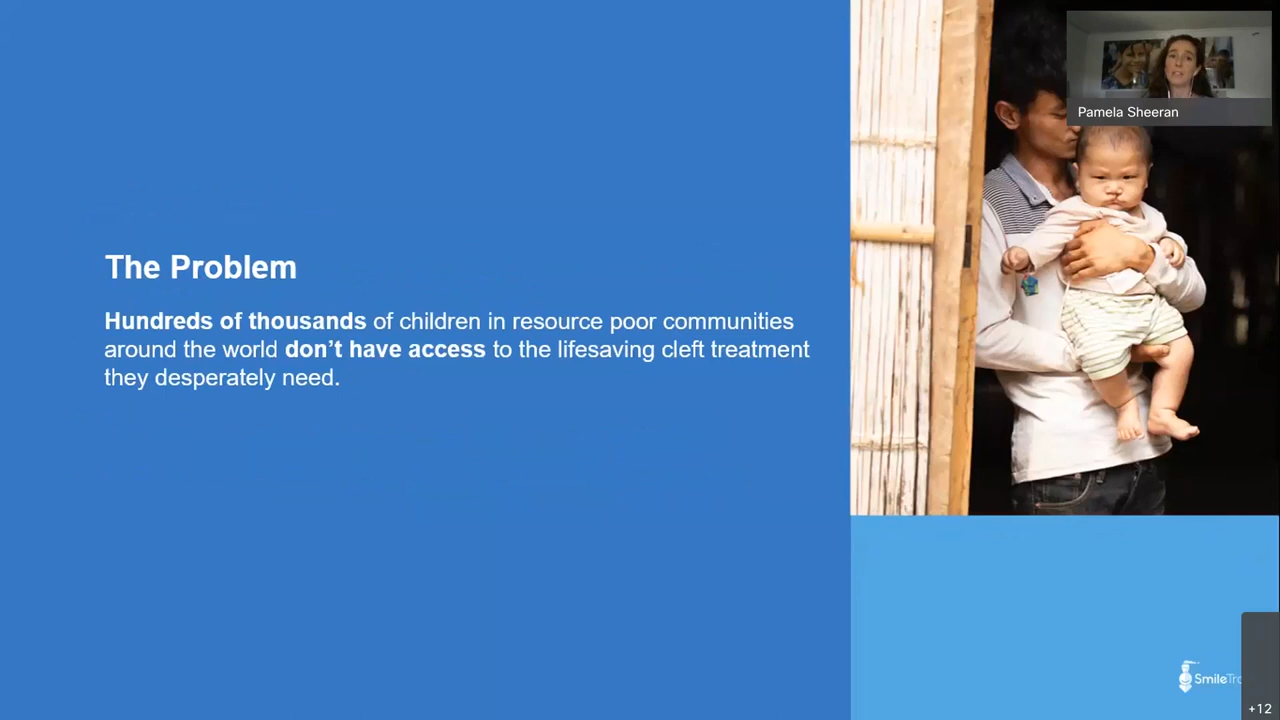 Pamela Sheeran
The Problem
Hundreds of thousands of children in resource poor communities
around the world don't have access to the lifesaving cleft treatment
they desperately need.
SmileTra
+12